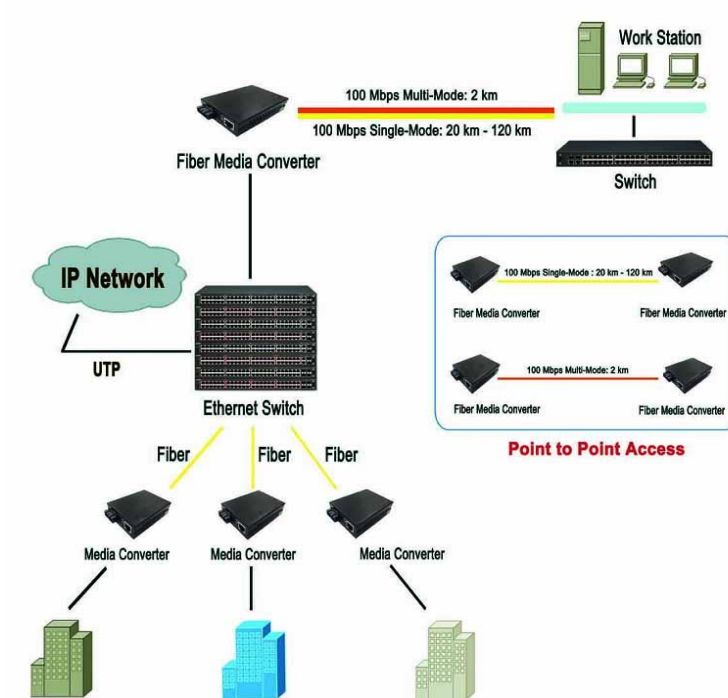 Work Station
100 Mbps Multi-Mode: 2 km
100 Mbps Single-Mode: 20 km - 120 km
Fiber Media Converter
Switch
IP Network
UTP
Ethernet Switch
100 Mbps Single-Mode : 20 km - 120 km
Fiber Media Converter
Fiber Media Converter
100 Mbps Multi-Mode: 2 km
Fiber Media Converter
Fiber Media Converter
Point to Point Access
Fiber
Fiber
Fiber
Media Converter
Media Converter
Media Converter